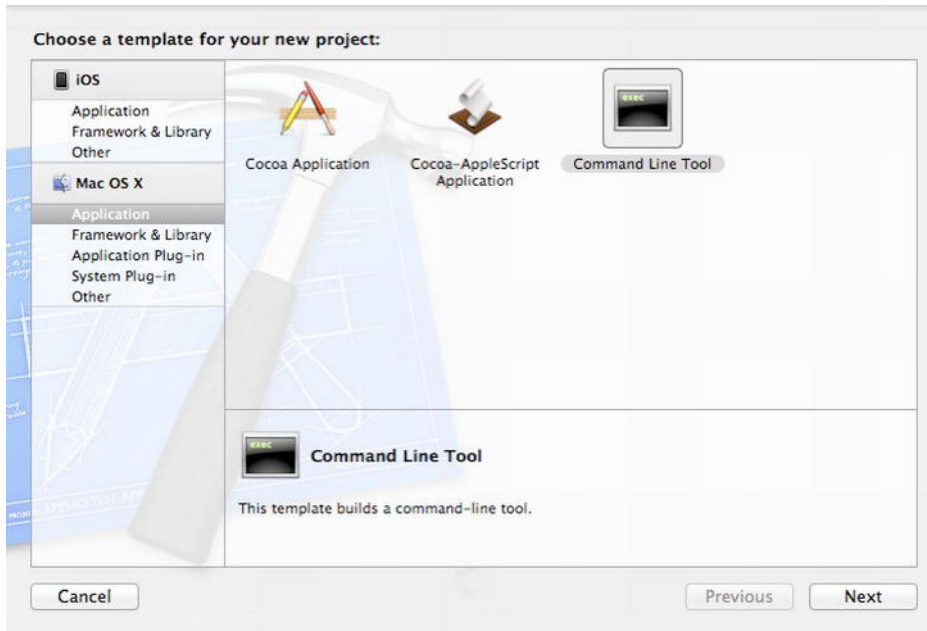 Choose a template for your new project:
iOS
Application
Framework & Library
Other
Mac OS X
Application
Framework & Library
Application Plug-in
System Plug-in
Other
Cocoa Application
Cocoa-AppleScript
Application
exec
Command Line Tool
exec
Command Line Tool
This template builds a command-line tool.
Cancel
Previous
Next